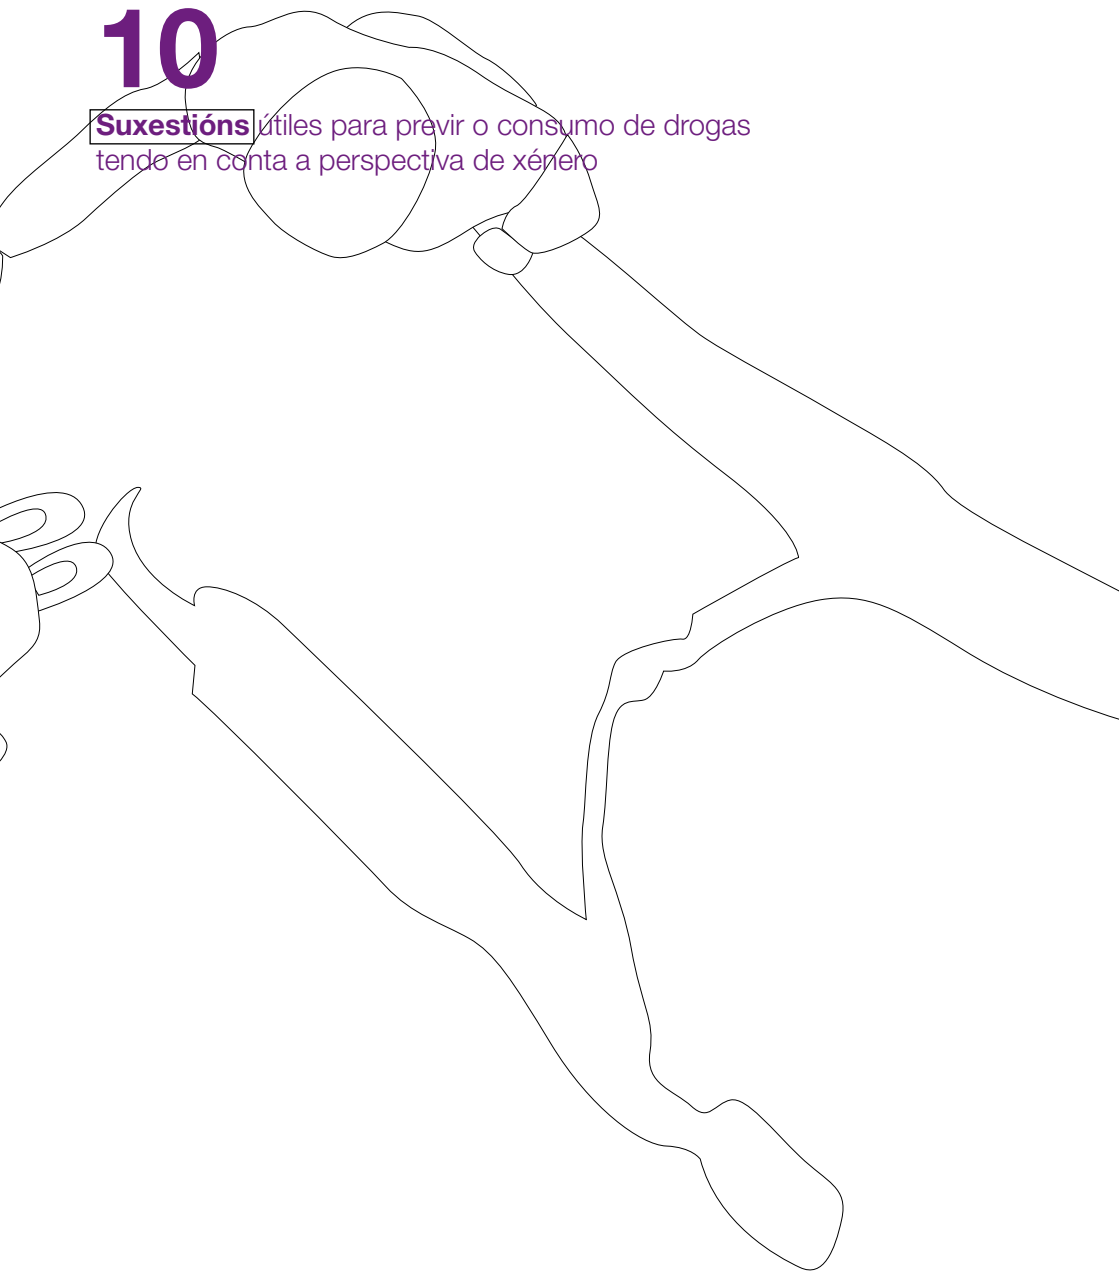 10
Suxestións útiles para previr o consumo de drogas
tendo en conta a perspectiva de xénero